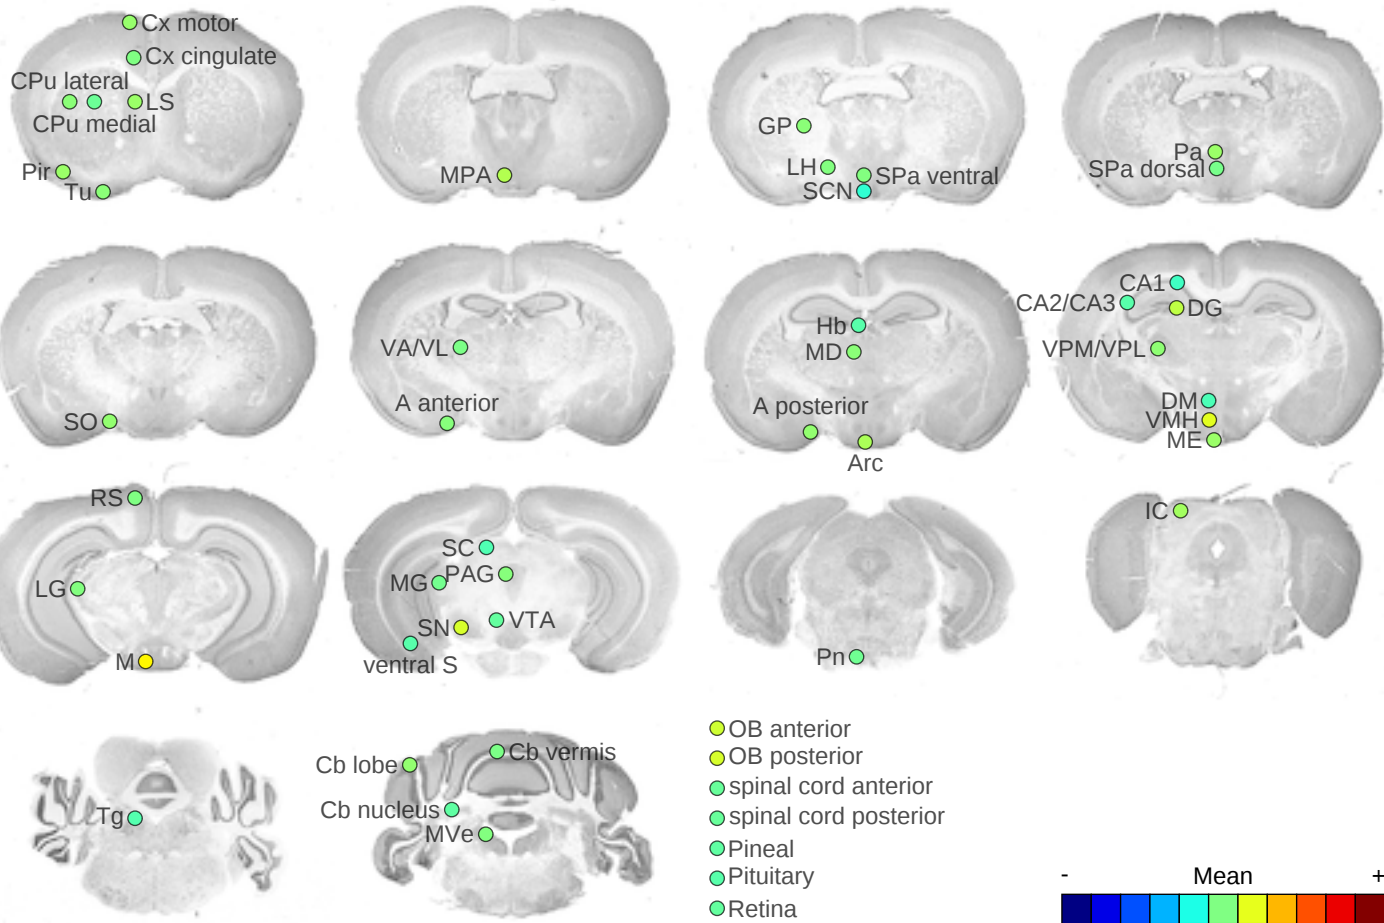 Cx motor
Cx cingulate
CPu lateral
LS
CPu medial
Pir
Tu
MPA
GP
LH
SPa ventral
SCN
Pa
SPa dorsal
SO
VA/VL
A anterior
Hb
MD
A posterior
Arc
CA1
CA2/CA3
DG
VPM/VPL
DM
VMH
ME
RS
LG
M
SC
MG
PAG
SN
VTA
ventral S
Pn
IC
Tg
Cb lobe
Cb vermis
Cb nucleus
MVe
OB anterior
OB posterior
spinal cord anterior
spinal cord posterior
Pineal
Pituitary
Retina
- Mean +